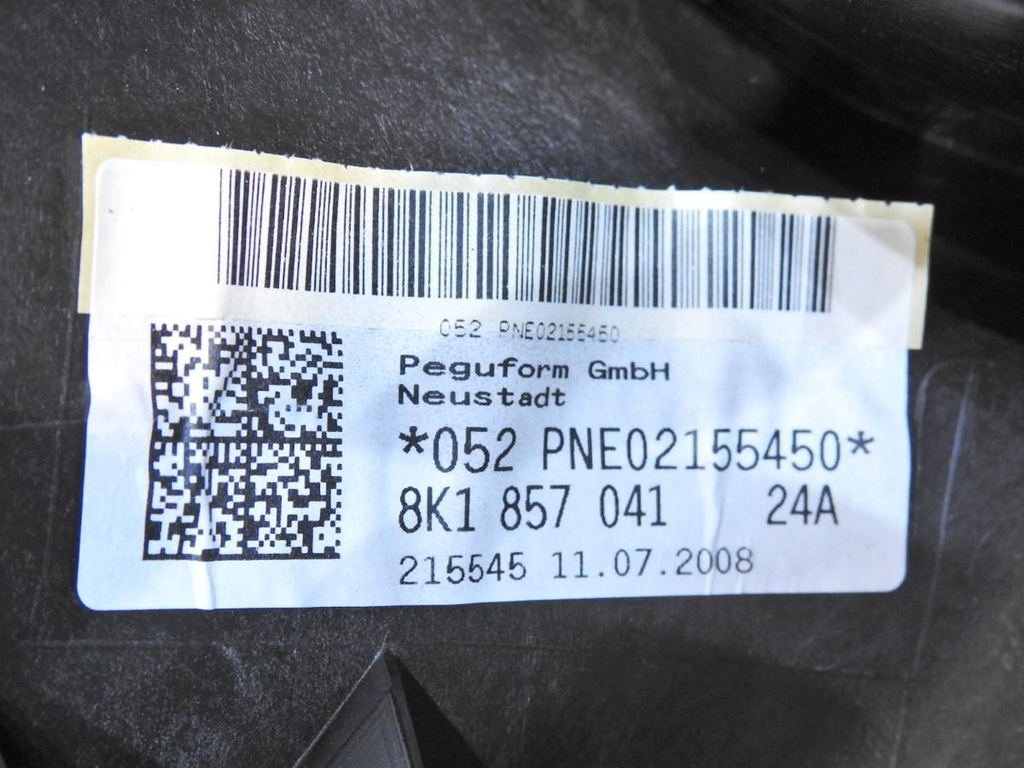 052 PNE02155450
Peguform GmbH
Neustadt
*052 PNE02155450*
8K1 857 041 24A
215545 11.07.2008